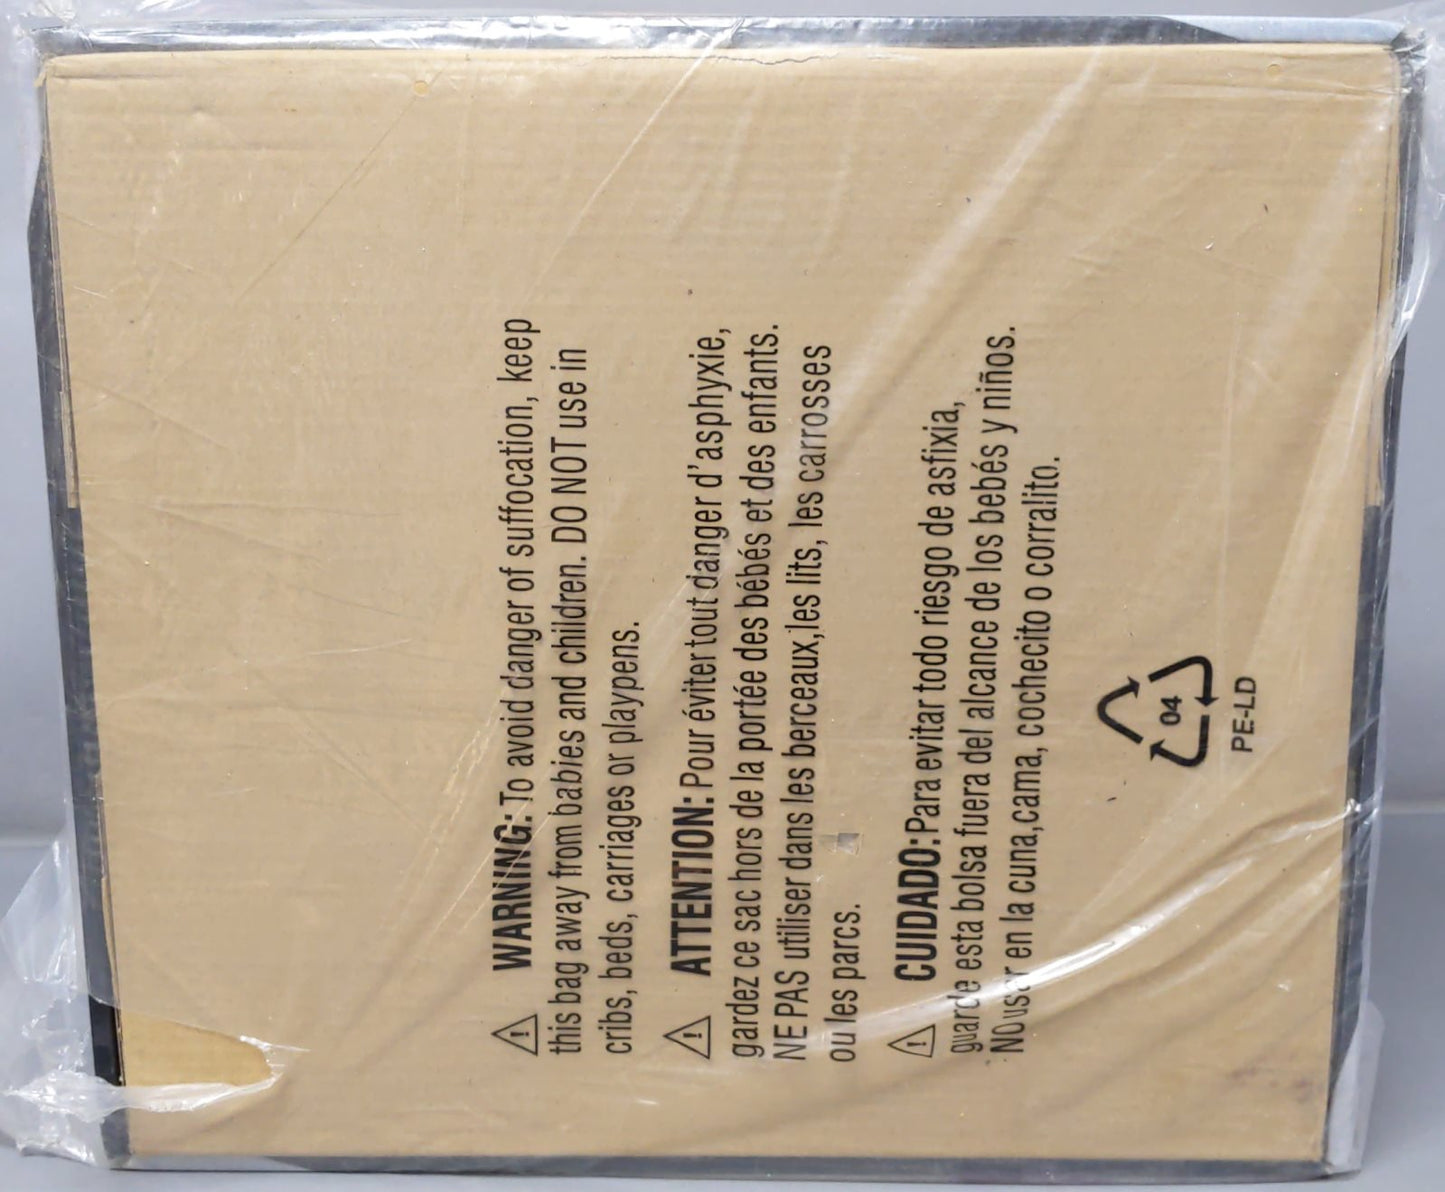 WARNING: To avoid danger of suffocation, keep
this bag away from babies and children. DO NOT use in
cribs, beds, carriages or playpens.
ATTENTION: Pour éviter tout danger d'asphyxie,
gardez ce sac hors de la portée des bébés et des enfants.
NE PAS utiliser dans les berceaux,les lits, les carrosses
ou les parcs.
CUIDADO:Para evitar todo riesgo de asfixia,
guarde esta bolsa fuera del alcance de los bebés y niños.
NO usar en la cuna,cama, cochecito o corralito.
04
PE-LD